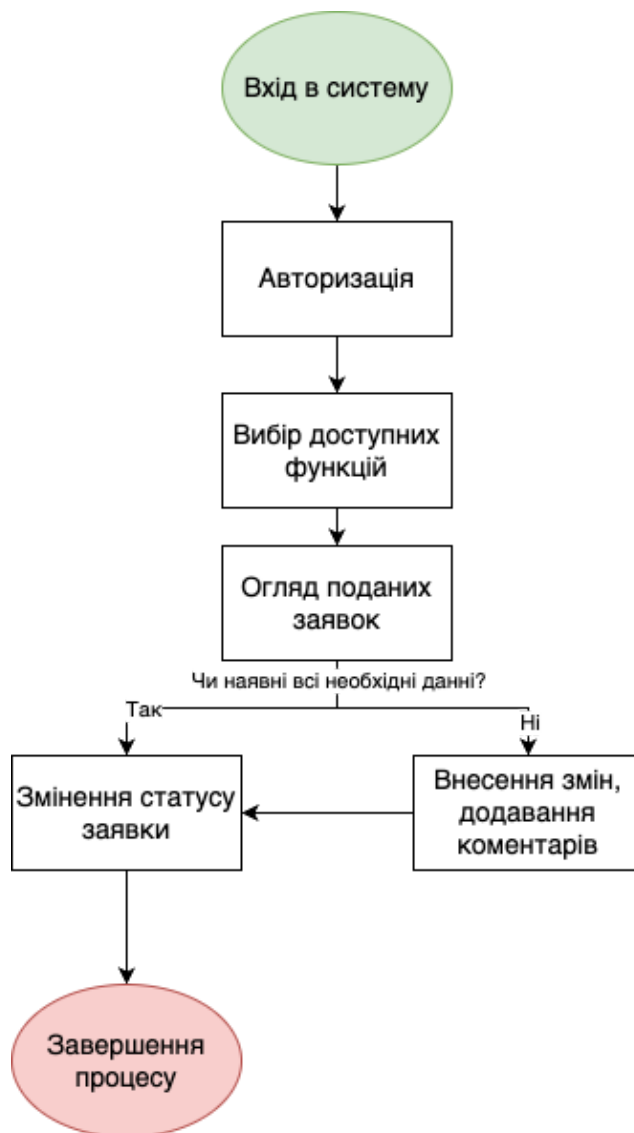 Вхід в систему
Авторизація
Вибір доступних
функцій
Огляд поданих
заявок
Чи наявні всі необхідні данні?
Так
Ні
Змінення статусу
заявки
Внесення змін,
додавання
коментарів
Завершення
процесу